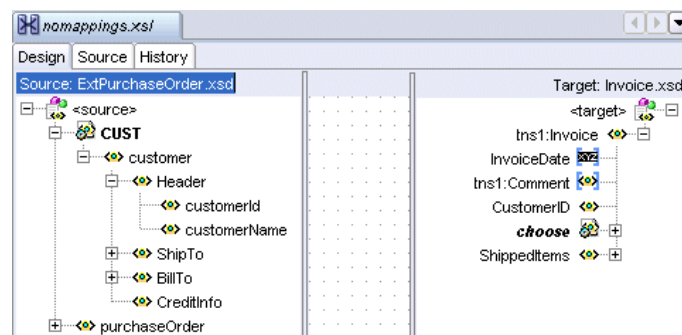 nomappings.xsl
Design Source History
Source: ExtPurchaseOrder.xsd
Target: Invoice.xsd
<source>
CUST
customer
Header
customerId
customerName
ShipTo
BillTo
CreditInfo
purchaseOrder
<target>
tns1:Invoice
InvoiceDate
tns1:Comment
CustomerID
choose
ShippedItems